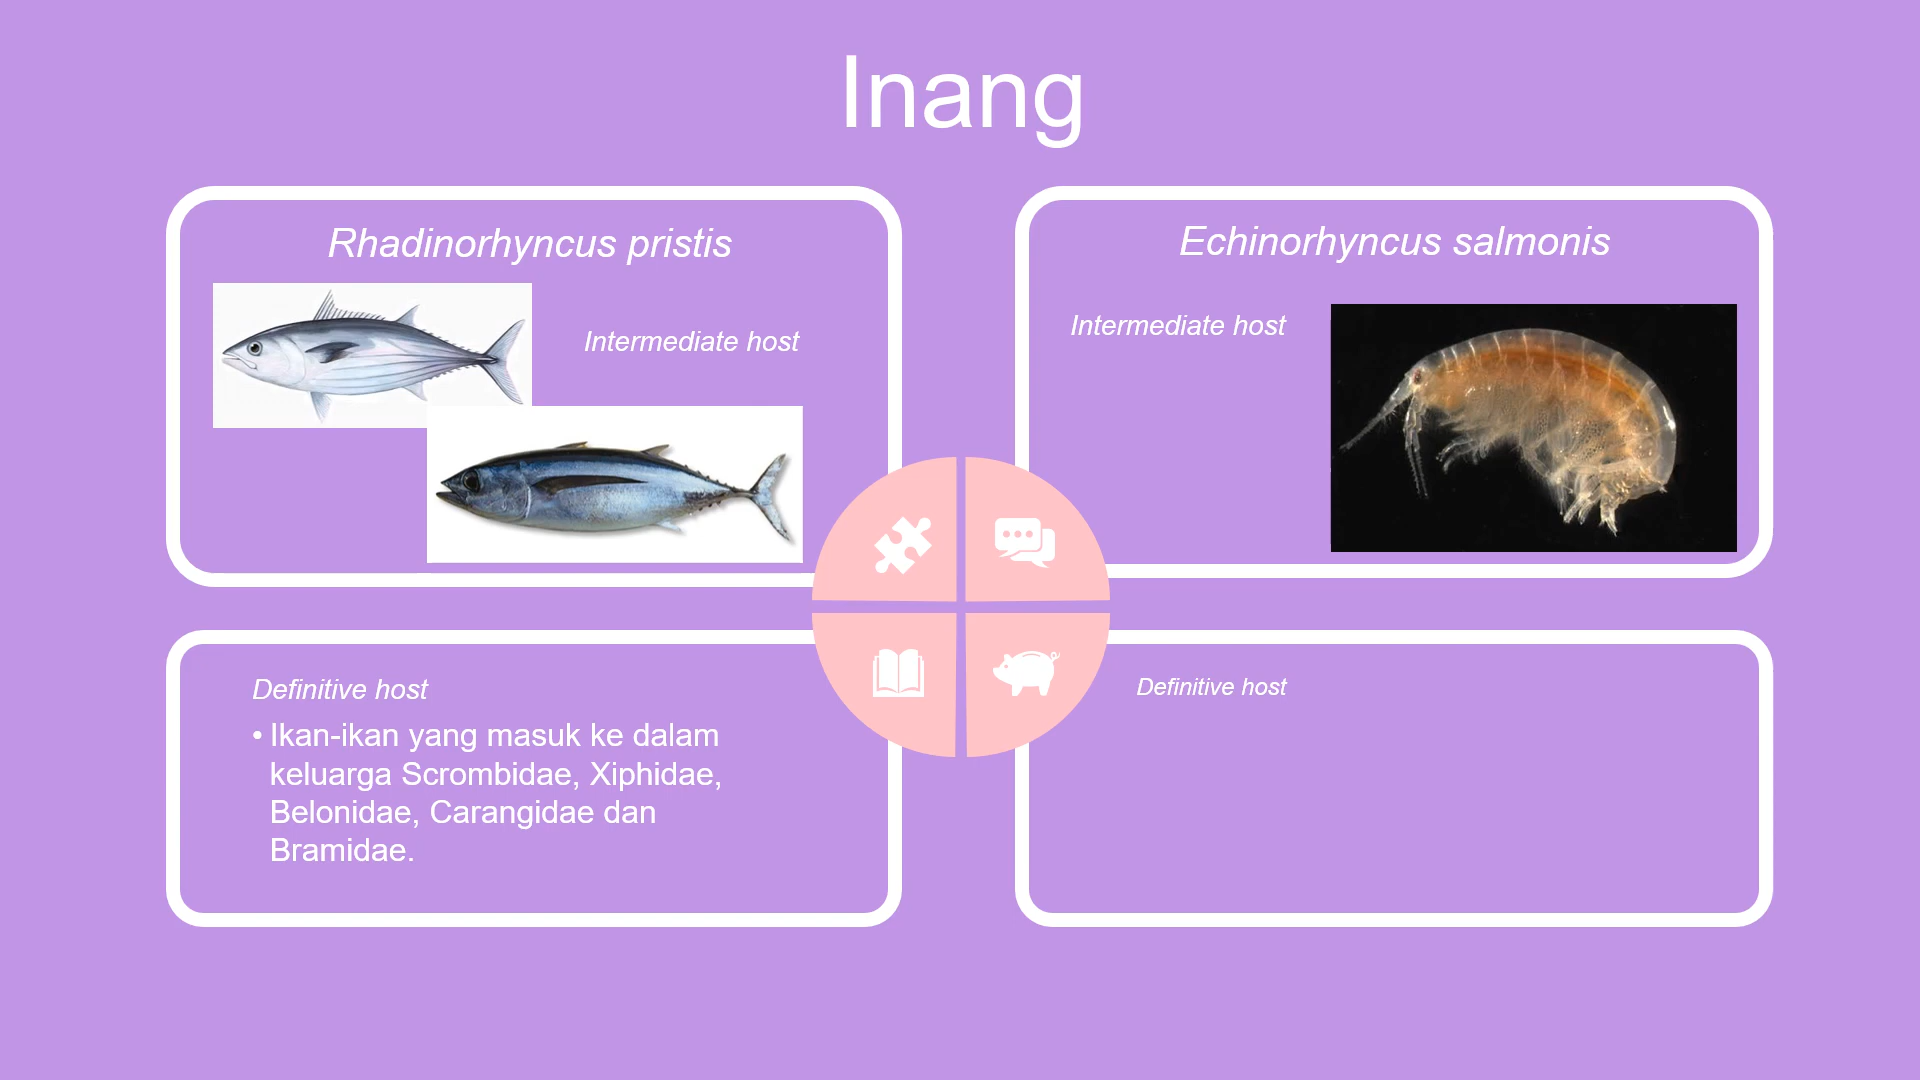 Inang
Rhadinorhyncus pristis
Intermediate host
Echinorhyncus salmonis
Intermediate host
Definitive host
• Ikan-ikan yang masuk ke dalam
keluarga Scrombidae, Xiphidae,
Belonidae, Carangidae dan
Bramidae.
Definitive host